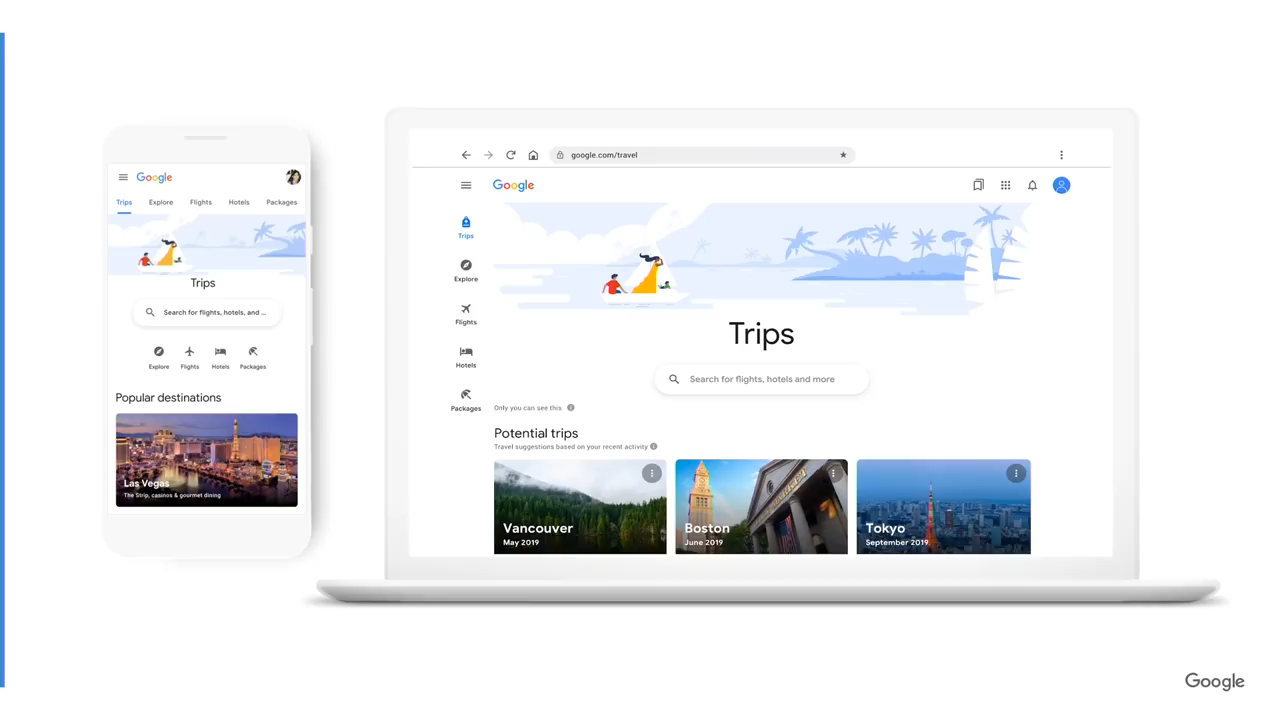 Google
Trips Explore Flights Hotels Packages
Trips
Search for flights, hotels, and ...
Explore Flights Hotels Packages
Popular destinations
Las Vegas
The Strip, casinos & gourmet dining
google.com/travel
Google
Trips
Explore
Flights
Hotels
Packages
Trips
Search for flights, hotels and more
Only you can see this
Potential trips
Travel suggestions based on your recent activity
Vancouver
May 2019
Boston
June 2019
Tokyo
September 2019
Google